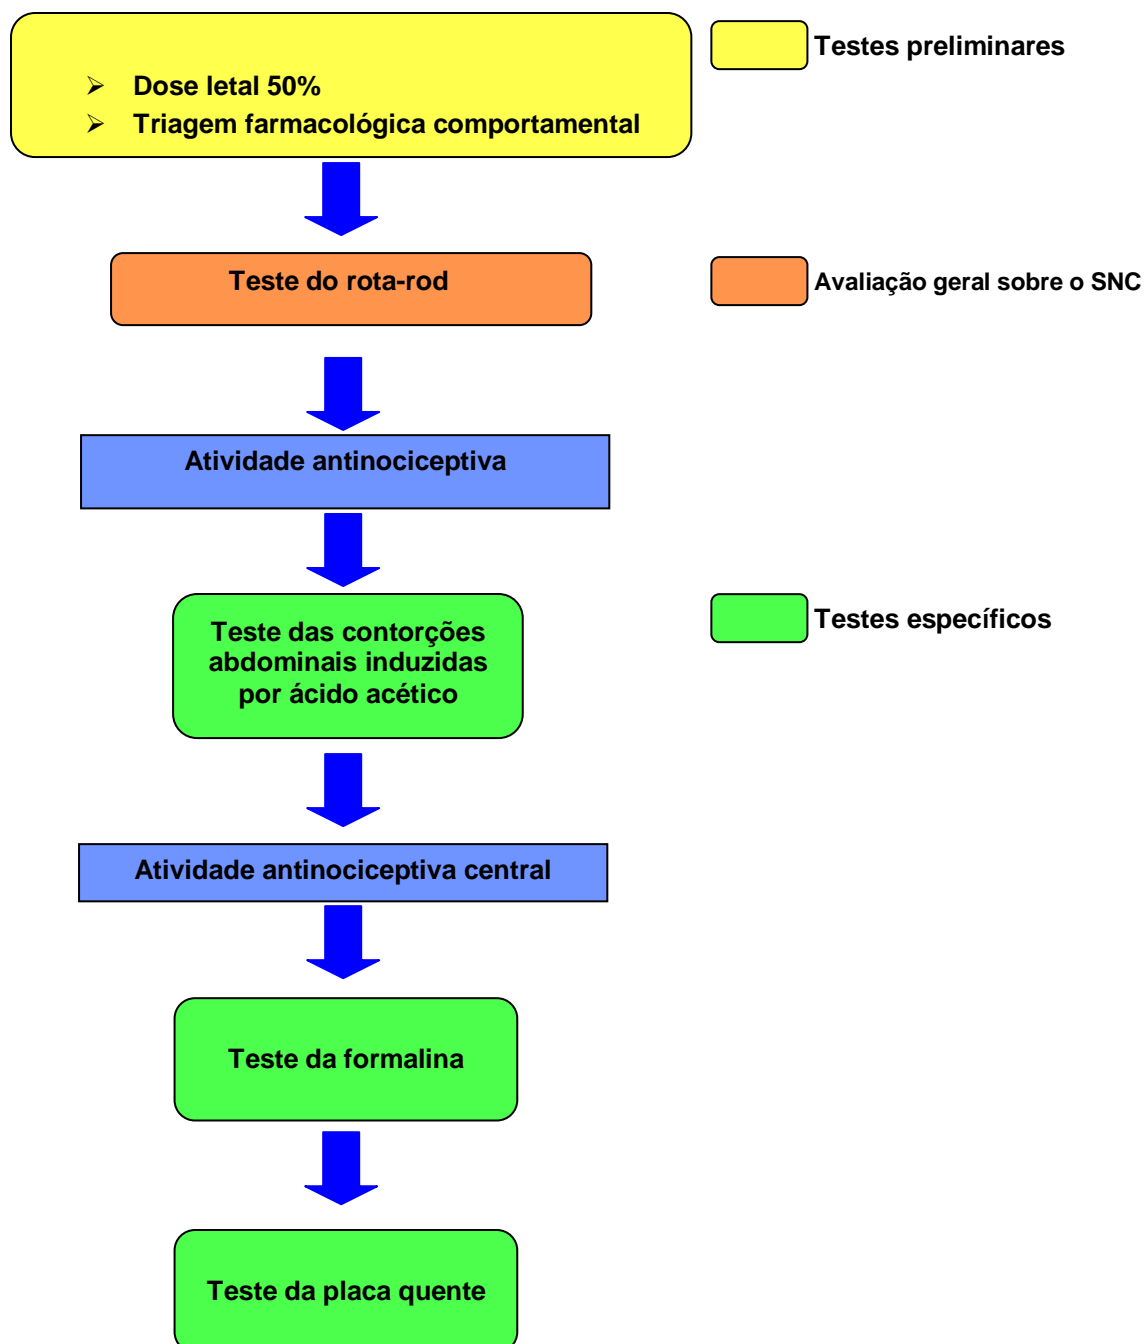 ➢ Dose letal 50%
➢ Triagem farmacológica comportamental
Testes preliminares
Teste do rota-rod
Avaliação geral sobre o SNC
Atividade antinociceptiva
Teste das contorções
abdominais induzidas
por ácido acético
Testes específicos
Atividade antinociceptiva central
Teste da formalina
Teste da placa quente